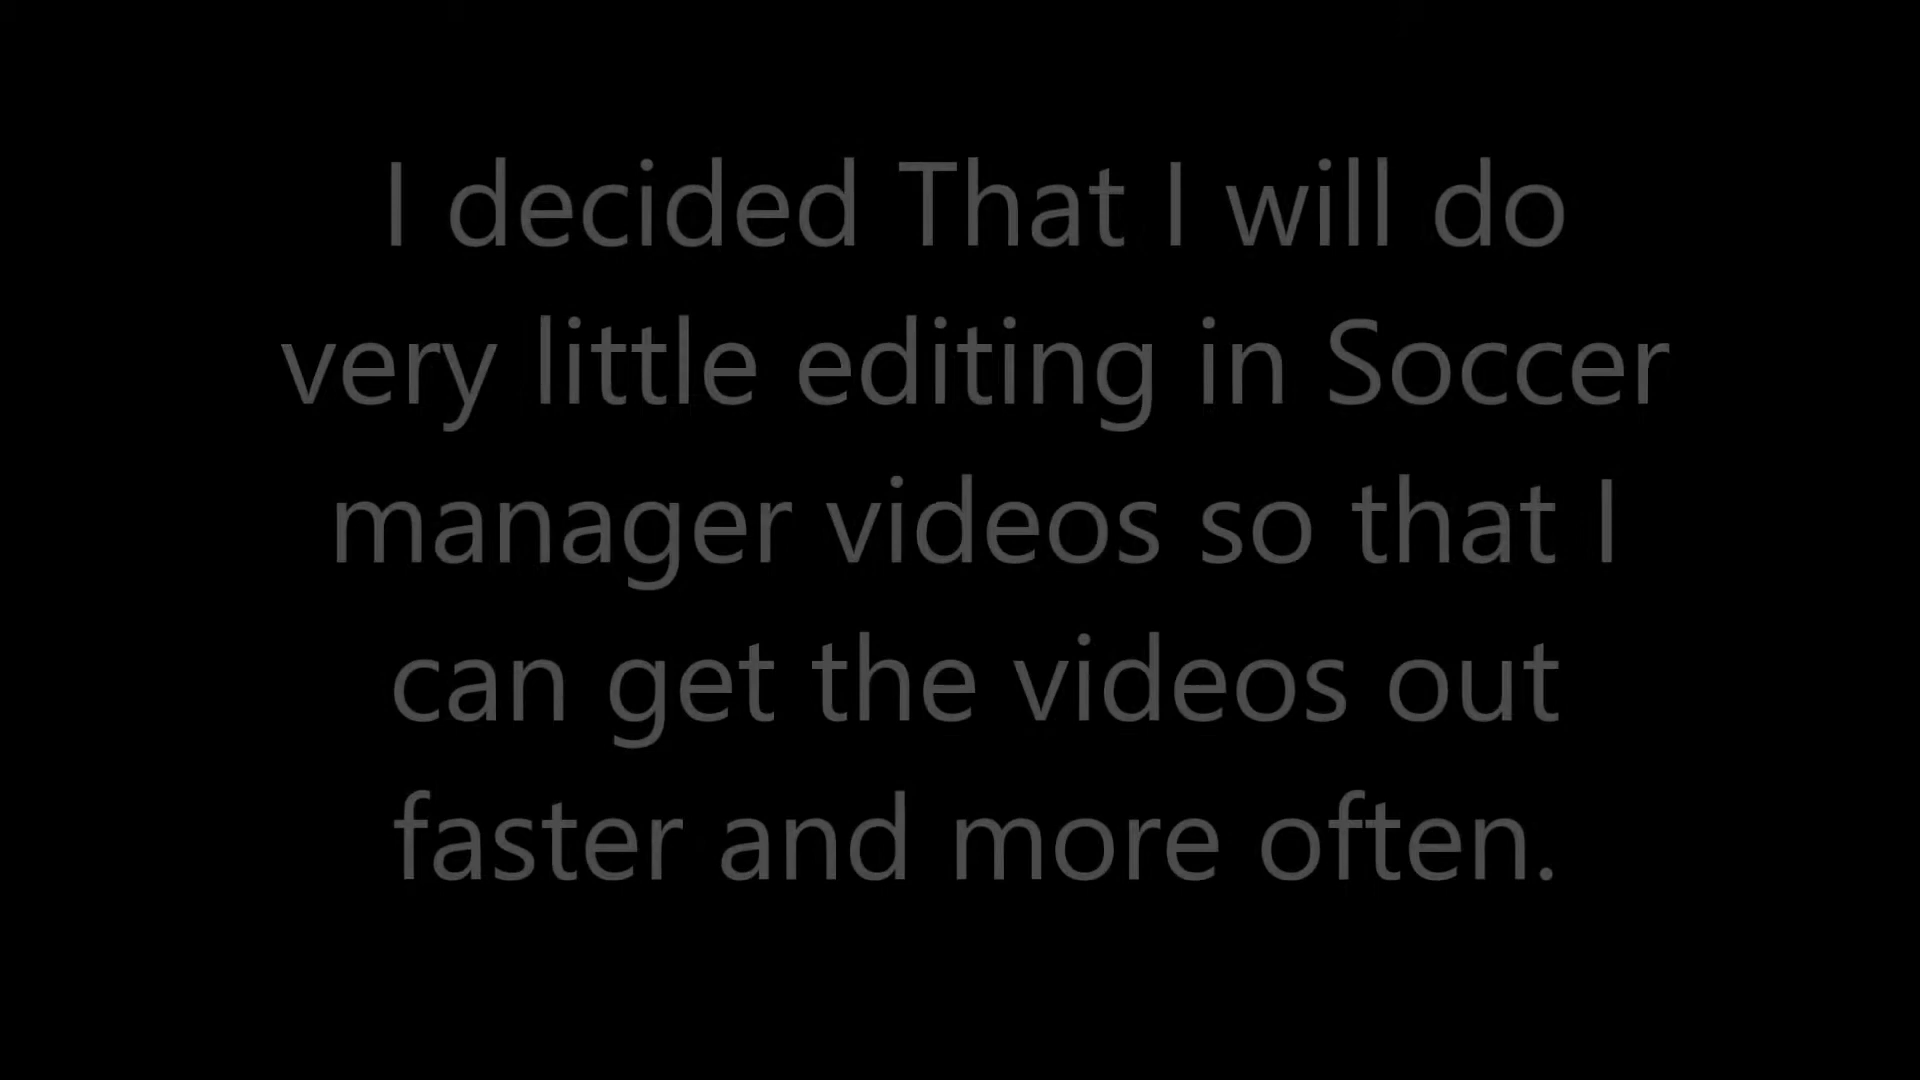 I decided That I will do
very little editing in Soccer
manager videos so that I
can get the videos out
faster and more often.